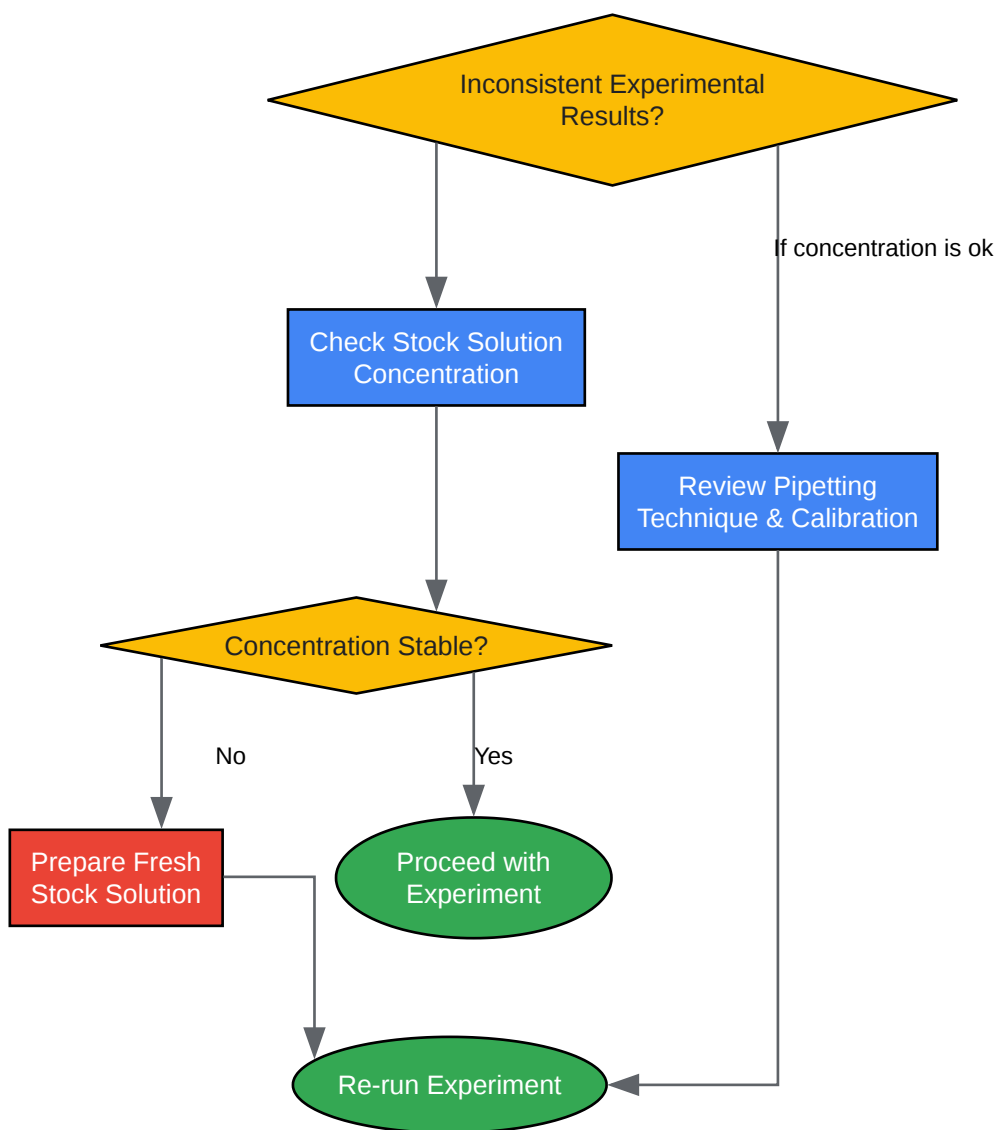 Inconsistent Experimental
Results?
If concentration is ok
Check Stock Solution
Concentration
Review Pipetting
Technique & Calibration
Concentration Stable?
No
Yes
Prepare Fresh
Stock Solution
Proceed with
Experiment
Re-run Experiment